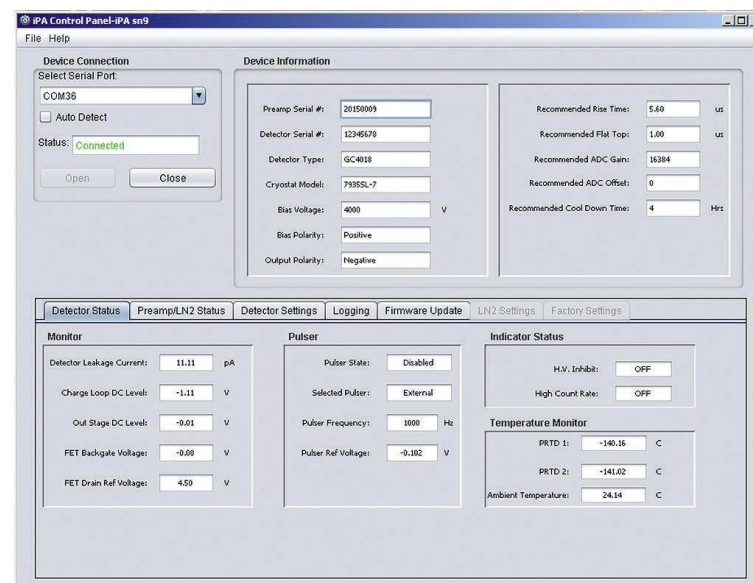 iPA Control Panel-iPA sn9
File Help
Device Connection
Select Serial Port:
COM36
Auto Detect
Status: Connected
Open Close
Device Information
Preamp Serial #: 20150009
Detector Serial #: 12345678
Detector Type: GC4018
Cryostat Model: 7935SL-7
Bias Voltage: 4000 V
Bias Polarity: Positive
Output Polarity: Negative
Recommended Rise Time: 5.60 us
Recommended Flat Top: 1.00 us
Recommended ADC Gain: 16384
Recommended ADC Offset: 0
Recommended Cool Down Time: 4 Hrs
Detector Status Preamp/LN2 Status Detector Settings Logging Firmware Update LN2 Settings Factory Settings
Monitor
Detector Leakage Current: 11.11 pA
Charge Loop DC Level: -1.11 V
Out Stage DC Level: -0.01 V
FET Backgate Voltage: -0.08 V
FET Drain Ref Voltage: 4.50 V
Pulser
Pulser State: Disabled
Selected Pulser: External
Pulser Frequency: 1000 Hz
Pulser Ref Voltage: -0.102 V
Indicator Status
H.V. Inhibit: OFF
High Count Rate: OFF
Temperature Monitor
PRTD 1: -140.16 C
PRTD 2: -141.02 C
Ambient Temperature: 24.14 C